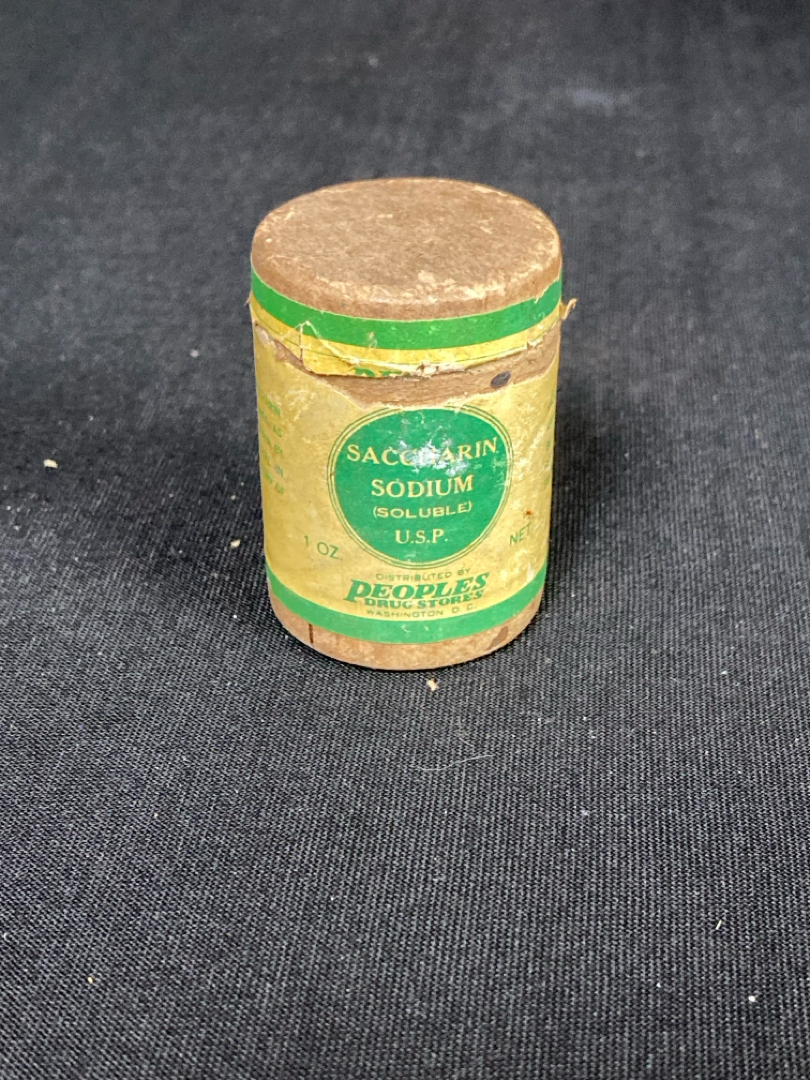 SACCHARIN
SODIUM
(SOLUBLE)
U.S.P.
1 OZ. NET
DISTRIBUTED BY
PEOPLES
DRUG STORES
WASHINGTON D.C.